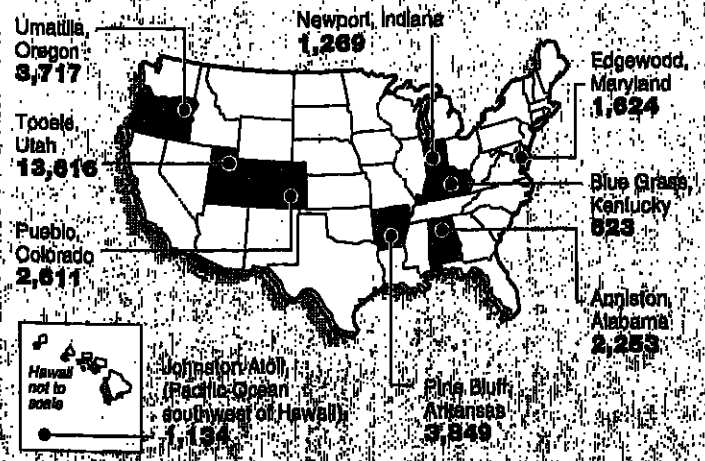 Umatilla,
Oregon
3,717
Newport, Indiana
1,269
Edgewood,
Maryland
1,624
Tooele,
Utah
13,616
Blue Grass,
Kentucky
523
Pueblo,
Colorado
2,611
Anniston,
Alabama
2,253
Hawaii
not to
scale
Johnston Atoll
(Pacific Ocean
southwest of Hawaii)
1,134
Pine Bluff,
Arkansas
3,849